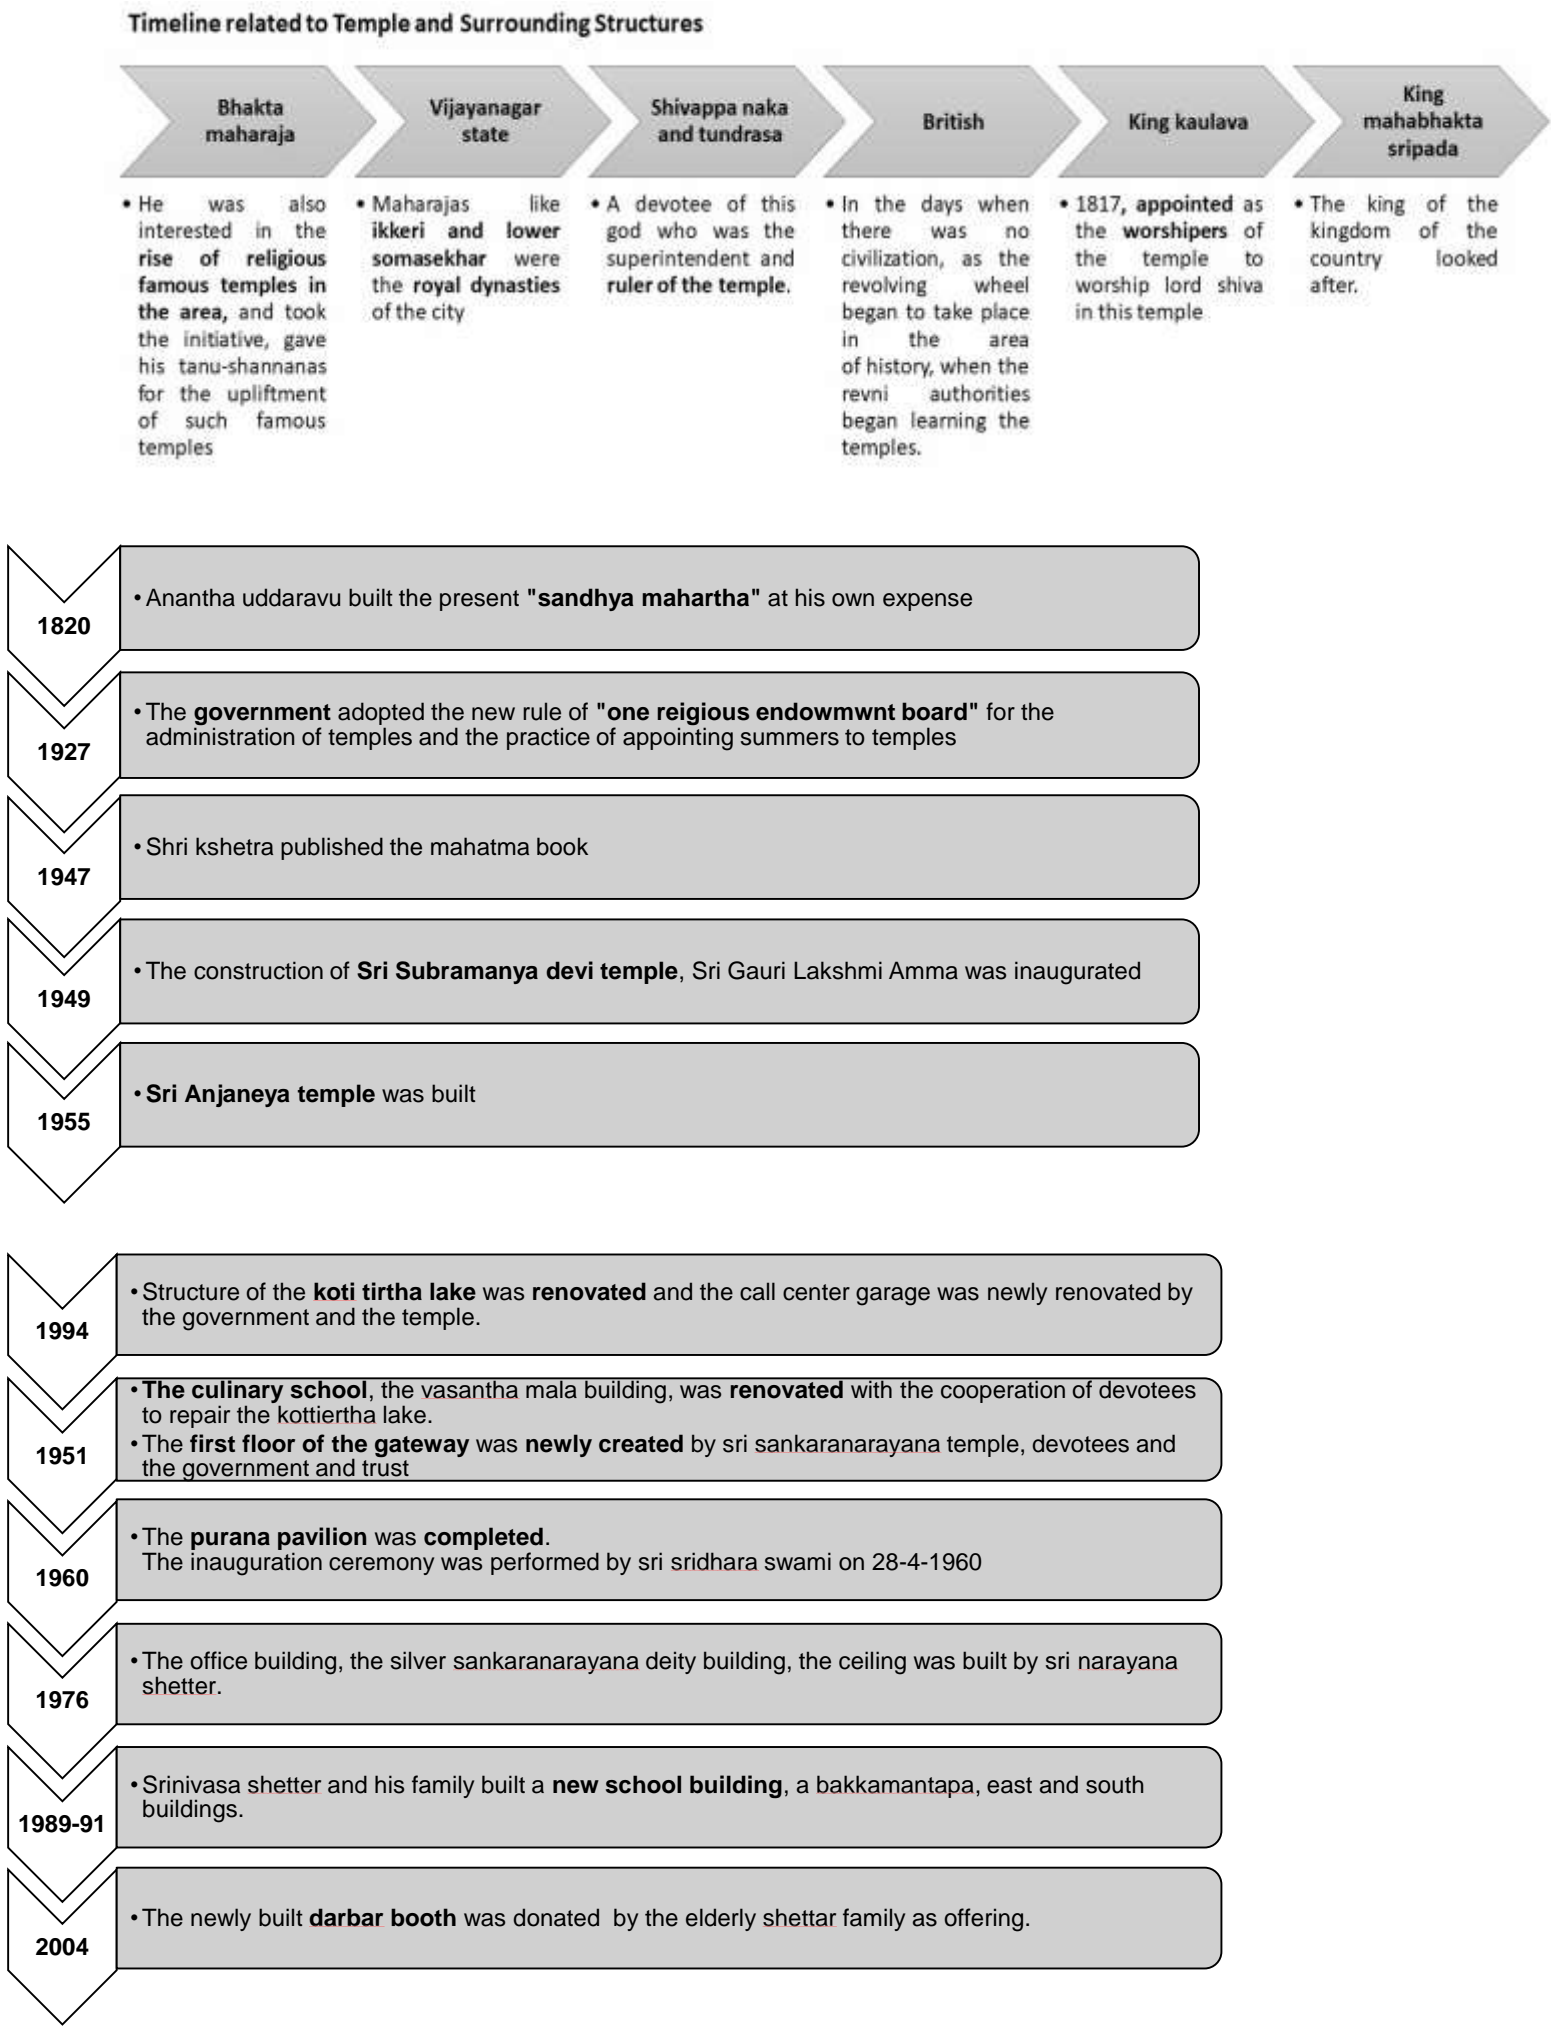 Timeline related to Temple and Surrounding Structures
Bhakta
maharaja
• He was also
interested in the
rise of religious
famous temples in
the area, and took
the initiative, gave
his tanu-shannanas
for the upliftment
of such famous
temples
Vijayanagar
state
• Maharajas like
ikkeri and lower
somasekhar were
the royal dynasties
of the city
Shivappa naka
and tundrasa
• A devotee of this
god who was the
superintendent and
ruler of the temple.
British
• In the days when
there was no
civilization, as the
revolving wheel
began to take place
in the area
of history, when the
revni authorities
began learning the
temples.
King kaulava
• 1817, appointed as
the worshipers of
the temple to
worship lord shiva
in this temple
King
mahabhakta
sripada
• The king of the
kingdom of the
country looked
after.
1820
• Anantha uddaravu built the present "sandhya mahartha" at his own expense
1927
• The government adopted the new rule of "one reigious endowmwnt board" for the
administration of temples and the practice of appointing summers to temples
1947
• Shri kshetra published the mahatma book
1949
• The construction of Sri Subramanya devi temple, Sri Gauri Lakshmi Amma was inaugurated
1955
• Sri Anjaneya temple was built
1994
• Structure of the koti tirtha lake was renovated and the call center garage was newly renovated by
the government and the temple.
1951
• The culinary school, the vasantha mala building, was renovated with the cooperation of devotees
to repair the kottiertha lake.
• The first floor of the gateway was newly created by sri sankaranarayana temple, devotees and
the government and trust
1960
• The purana pavilion was completed.
The inauguration ceremony was performed by sri sridhara swami on 28-4-1960
1976
• The office building, the silver sankaranarayana deity building, the ceiling was built by sri narayana
shetter.
1989-91
• Srinivasa shetter and his family built a new school building, a bakkamantapa, east and south
buildings.
2004
• The newly built darbar booth was donated by the elderly shettar family as offering.